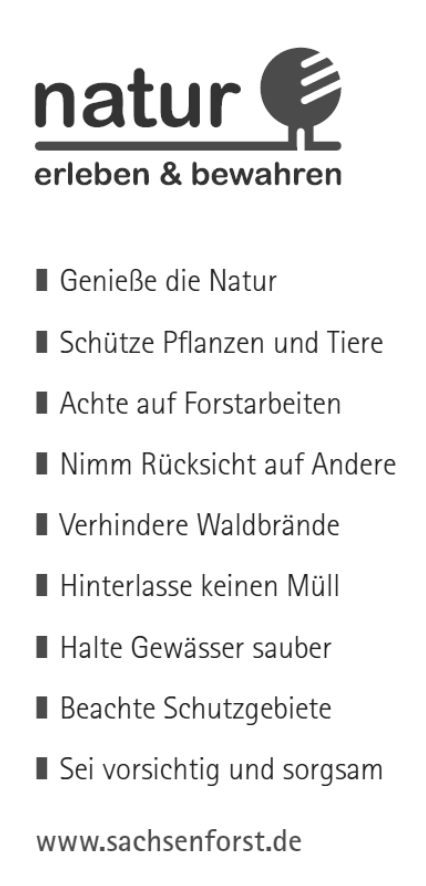 natur
erleben & bewahren
Genieße die Natur
Schütze Pflanzen und Tiere
Achte auf Forstarbeiten
Nimm Rücksicht auf Andere
Verhindere Waldbrände
Hinterlasse keinen Müll
Halte Gewässer sauber
Beachte Schutzgebiete
Sei vorsichtig und sorgsam
www.sachsenforst.de